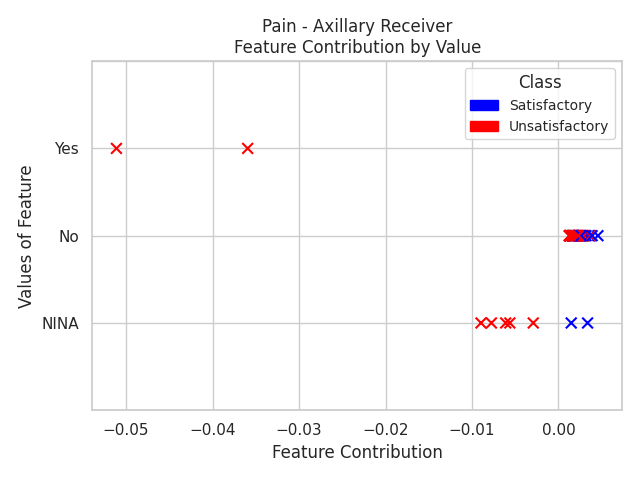 Pain - Axillary Receiver
Feature Contribution by Value
Class
Satisfactory
Unsatisfactory
Values of Feature
Yes
No
NINA
−0.05
−0.04
−0.03
−0.02
−0.01
0.00
Feature Contribution